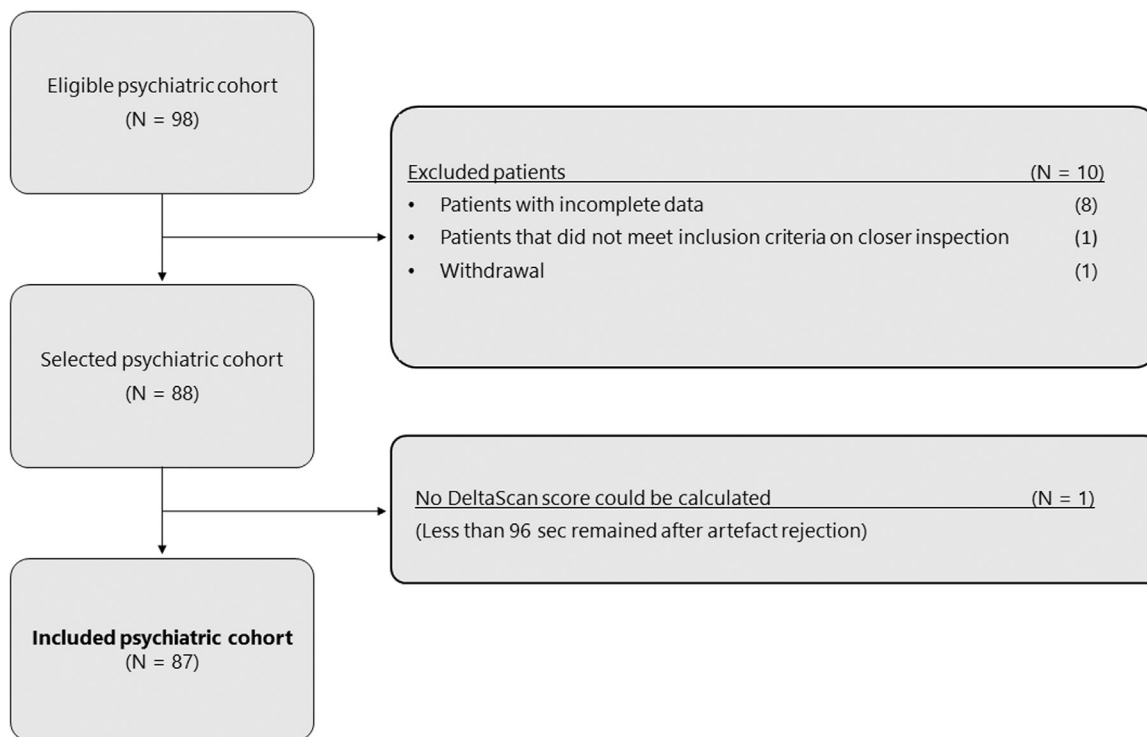 Eligible psychiatric cohort
(N = 98)
Excluded patients (N = 10)
• Patients with incomplete data (8)
• Patients that did not meet inclusion criteria on closer inspection (1)
• Withdrawal (1)
Selected psychiatric cohort
(N = 88)
No DeltaScan score could be calculated (N = 1)
(Less than 96 sec remained after artefact rejection)
Included psychiatric cohort
(N = 87)